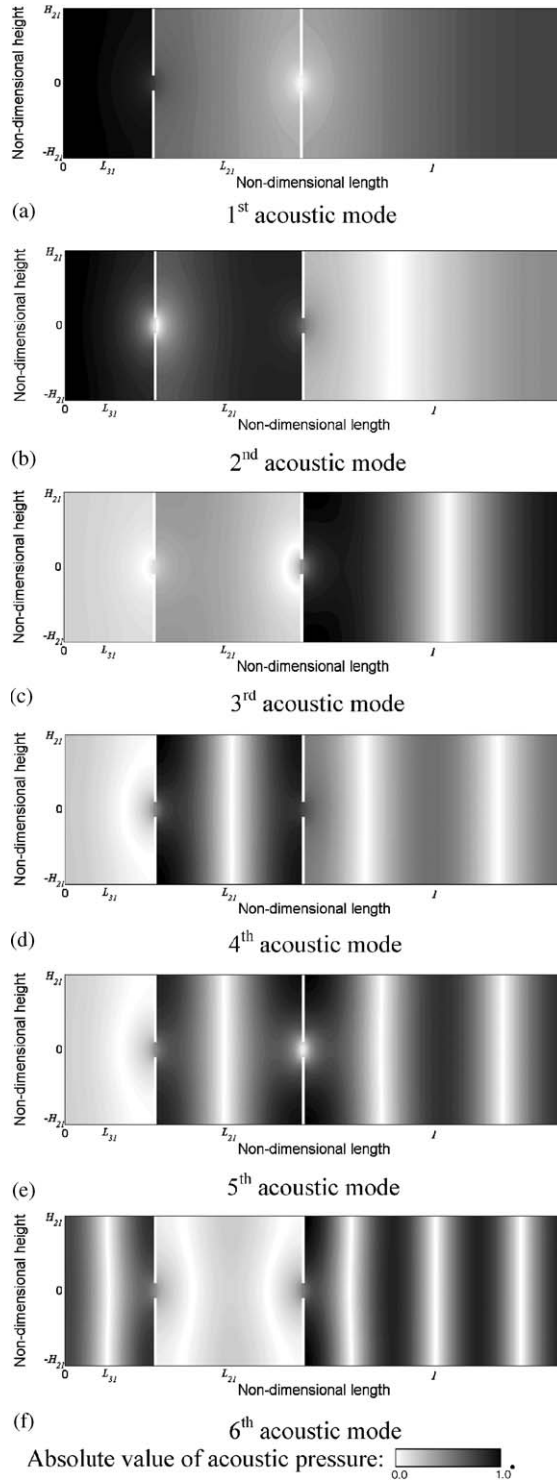 Non-dimensional height
H21
0
-H21
0
L31
L21
1
Non-dimensional length
(a)
1st acoustic mode
Non-dimensional height
H21
0
-H21
0
L31
L21
1
Non-dimensional length
(b)
2nd acoustic mode
Non-dimensional height
H21
0
-H21
0
L31
L21
1
Non-dimensional length
(c)
3rd acoustic mode
Non-dimensional height
H21
0
-H21
0
L31
L21
1
Non-dimensional length
(d)
4th acoustic mode
Non-dimensional height
H21
0
-H21
0
L31
L21
1
Non-dimensional length
(e)
5th acoustic mode
Non-dimensional height
H21
0
-H21
0
L31
L21
1
Non-dimensional length
(f)
6th acoustic mode
Absolute value of acoustic pressure:
0.0
1.0